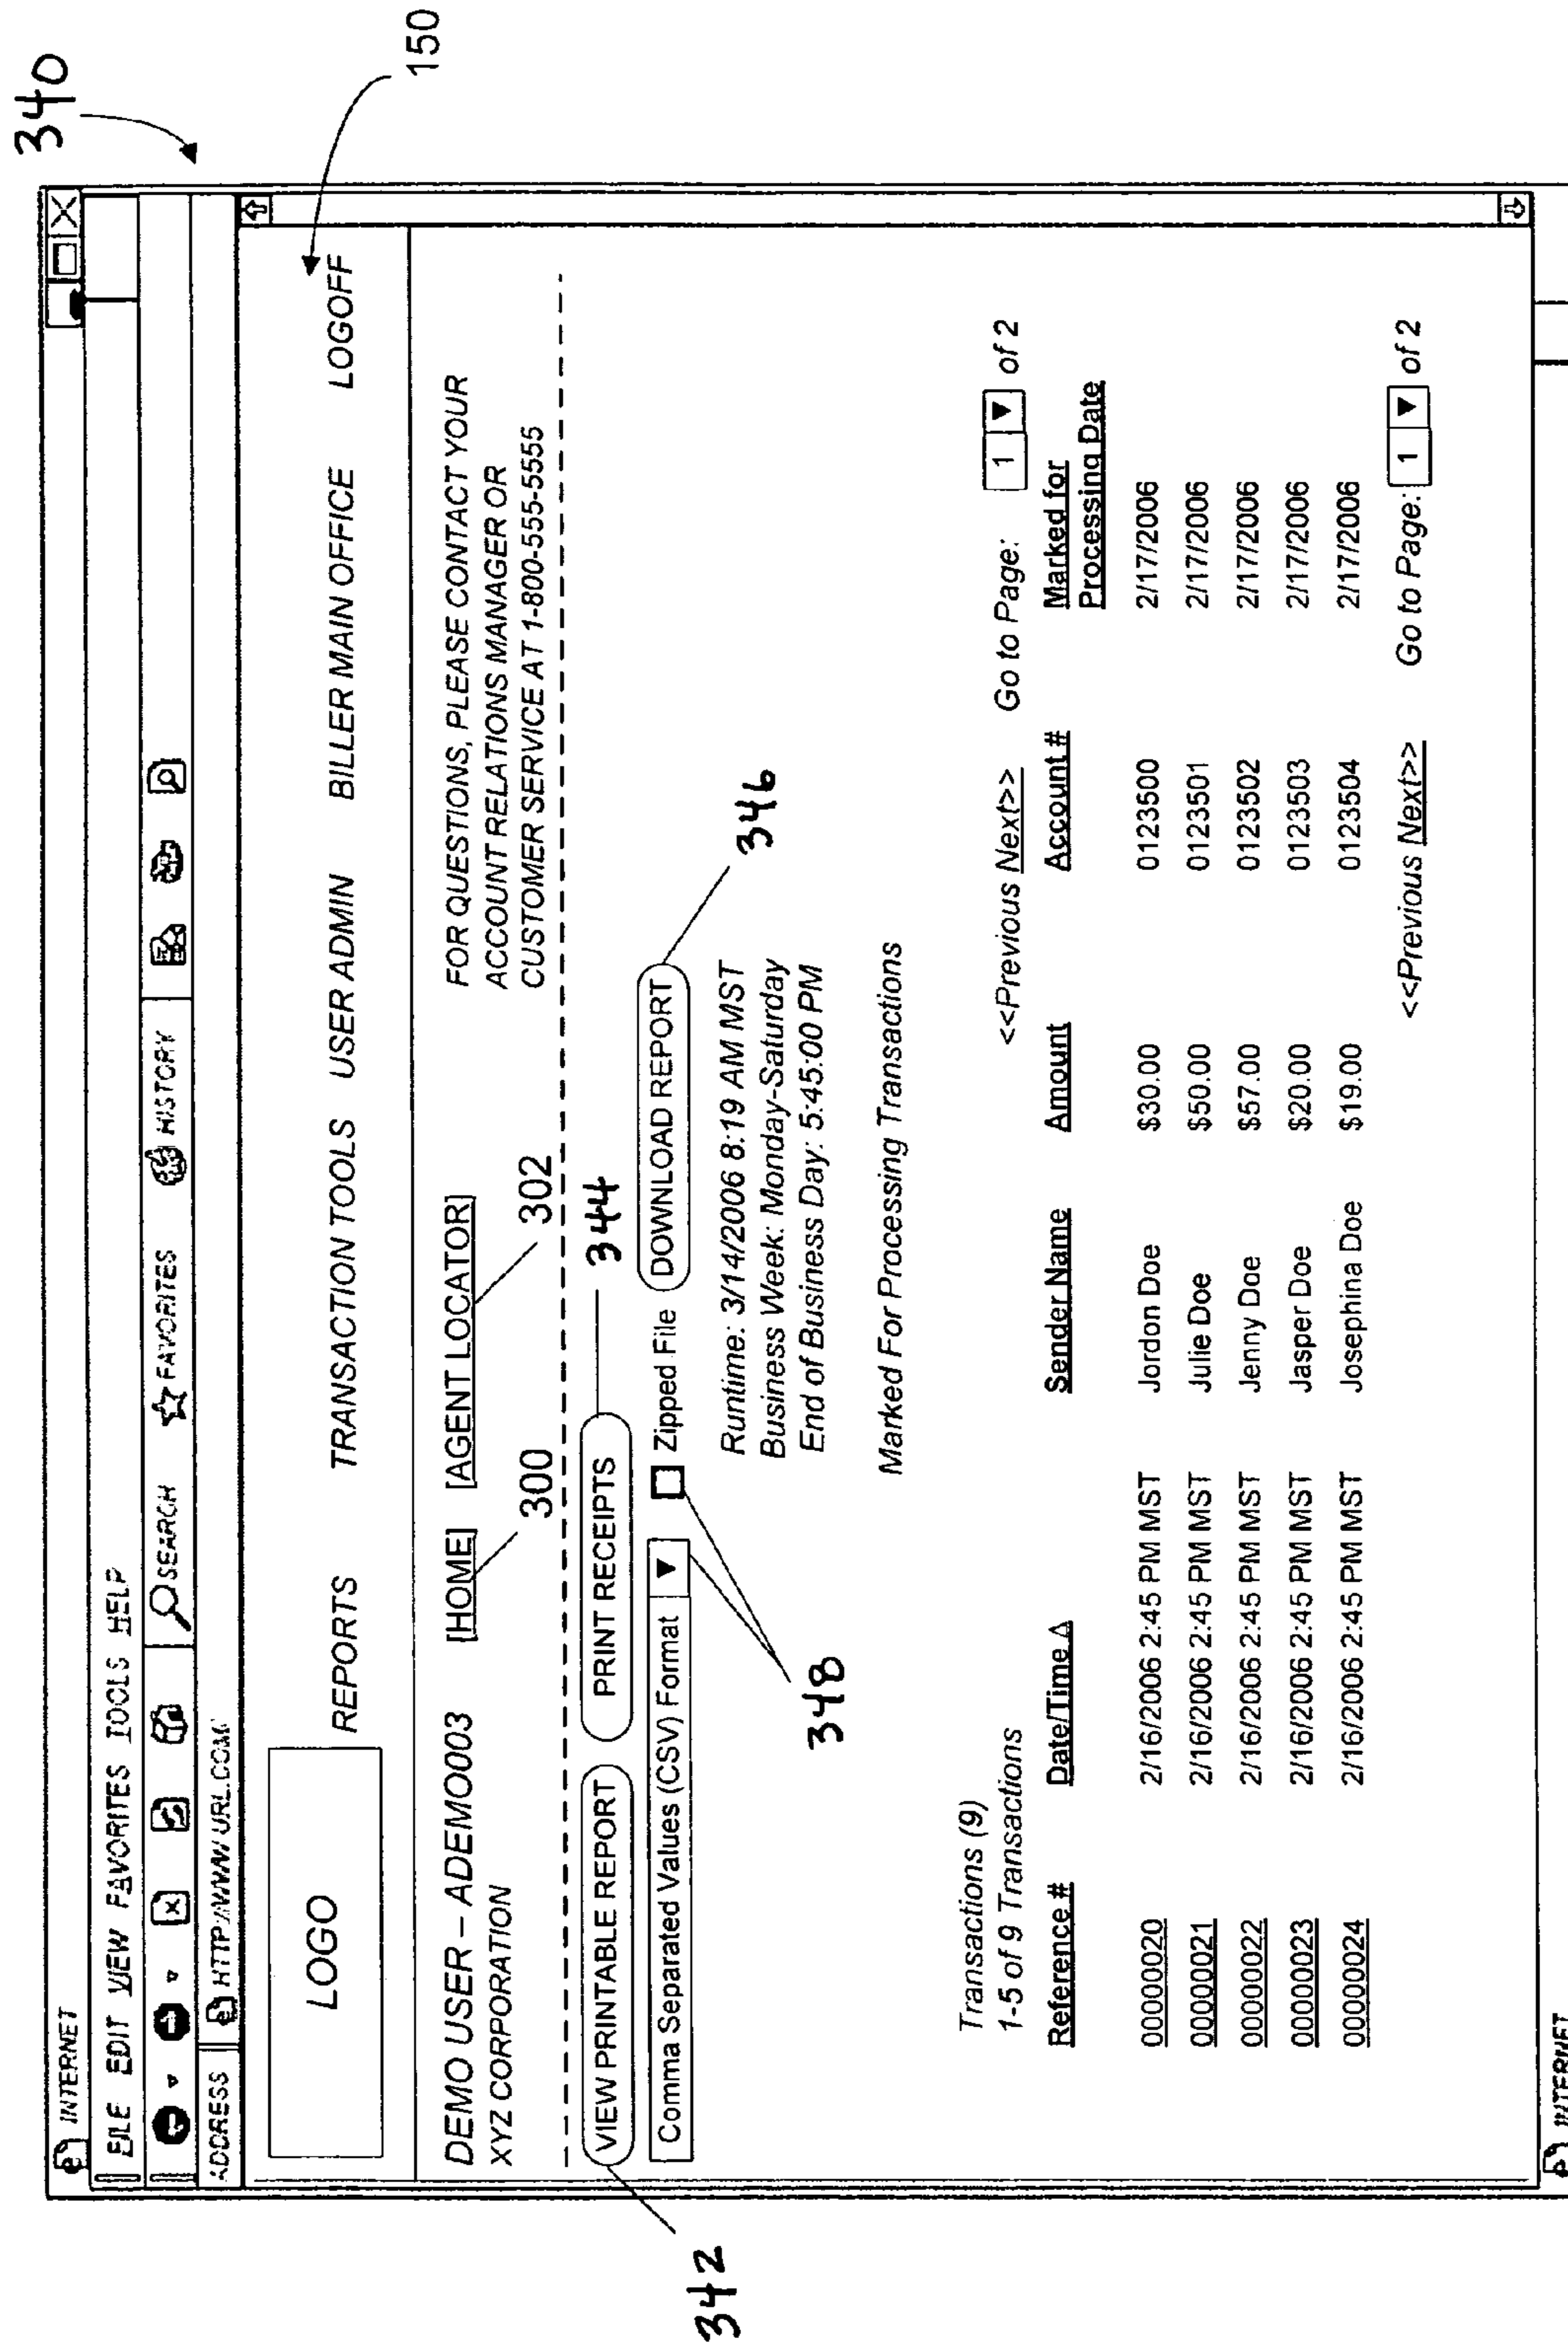 340
INTERNET
FILE EDIT VIEW FAVORITES TOOLS HELP
SEARCH FAVORITES HISTORY
ADDRESS HTTP://WWW.URL.COM/
150
LOGO
REPORTS TRANSACTION TOOLS USER ADMIN BILLER MAIN OFFICE LOGOFF
DEMO USER – ADEMO003 [HOME] [AGENT LOCATOR] FOR QUESTIONS, PLEASE CONTACT YOUR
XYZ CORPORATION ACCOUNT RELATIONS MANAGER OR
300 302 CUSTOMER SERVICE AT 1-800-555-5555
342 VIEW PRINTABLE REPORT PRINT RECEIPTS 344
Comma Separated Values (CSV) Format ▼ Zipped File DOWNLOAD REPORT
346
348
Runtime: 3/14/2006 8:19 AM MST
Business Week: Monday-Saturday
End of Business Day: 5:45:00 PM
Marked For Processing Transactions
Transactions (9)
1-5 of 9 Transactions <<Previous Next>> Go to Page: 1 ▼ of 2
Reference # Date/Time Δ Sender Name Amount Account # Marked for
Processing Date
00000020 2/16/2006 2:45 PM MST Jordon Doe $30.00 0123500 2/17/2006
00000021 2/16/2006 2:45 PM MST Julie Doe $50.00 0123501 2/17/2006
00000022 2/16/2006 2:45 PM MST Jenny Doe $57.00 0123502 2/17/2006
00000023 2/16/2006 2:45 PM MST Jasper Doe $20.00 0123503 2/17/2006
00000024 2/16/2006 2:45 PM MST Josephina Doe $19.00 0123504 2/17/2006
<<Previous Next>> Go to Page: 1 ▼ of 2
INTERNET